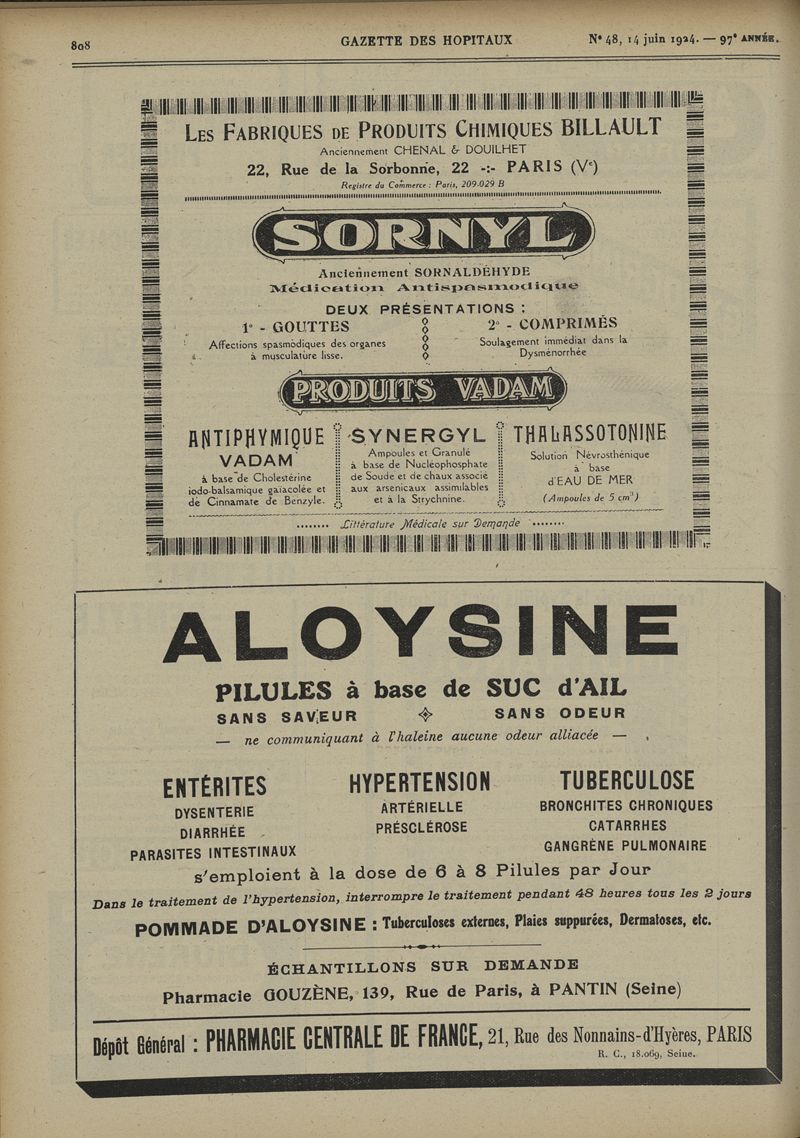 808
GAZETTE DES HOPITAUX
N° 48, 14 juin 1924. — 97e ANNÉE.
LES FABRIQUES DE PRODUITS CHIMIQUES BILLAULT
Anciennement CHENAL & DOUILHET
22, Rue de la Sorbonne, 22 -:- PARIS (Ve)
Registre du Commerce : Paris, 209-029 B
SORNYL
Anciennement SORNALDÉHYDE
Médication Antispasmodique
DEUX PRÉSENTATIONS :
1° - GOUTTES
Affections spasmodiques des organes
à musculature lisse.
2° - COMPRIMÉS
Soulagement immédiat dans la
Dysménorrhée
PRODUITS VADAM
ANTIPHYMIQUE
VADAM
à base de Cholestérine
iodo-balsamique gaïacolée et
de Cinnamate de Benzyle.
SYNERGYL
Ampoules et Granulé
à base de Nucléophosphate
de Soude et de chaux associé
aux arsenicaux assimilables
et à la Strychnine.
THALASSOTONINE
Solution Névrosthénique
à base
d'EAU DE MER
(Ampoules de 5 cm3)
........ Littérature Médicale sur Demande ........
ALOYSINE
PILULES à base de SUC d'AIL
SANS SAVEUR
SANS ODEUR
— ne communiquant à l'haleine aucune odeur alliacée —
ENTÉRITES
DYSENTERIE
DIARRHÉE
PARASITES INTESTINAUX
HYPERTENSION
ARTÉRIELLE
PRÉSCLÉROSE
TUBERCULOSE
BRONCHITES CHRONIQUES
CATARRHES
GANGRÈNE PULMONAIRE
s'emploient à la dose de 6 à 8 Pilules par Jour
Dans le traitement de l'hypertension, interrompre le traitement pendant 48 heures tous les 2 jours
POMMADE D'ALOYSINE : Tuberculoses externes, Plaies suppurées, Dermatoses, etc.
ÉCHANTILLONS SUR DEMANDE
Pharmacie GOUZÈNE, 139, Rue de Paris, à PANTIN (Seine)
Dépôt Général : PHARMACIE CENTRALE DE FRANCE, 21, Rue des Nonnains-d'Hyères, PARIS
R. C., 18.069, Seine.